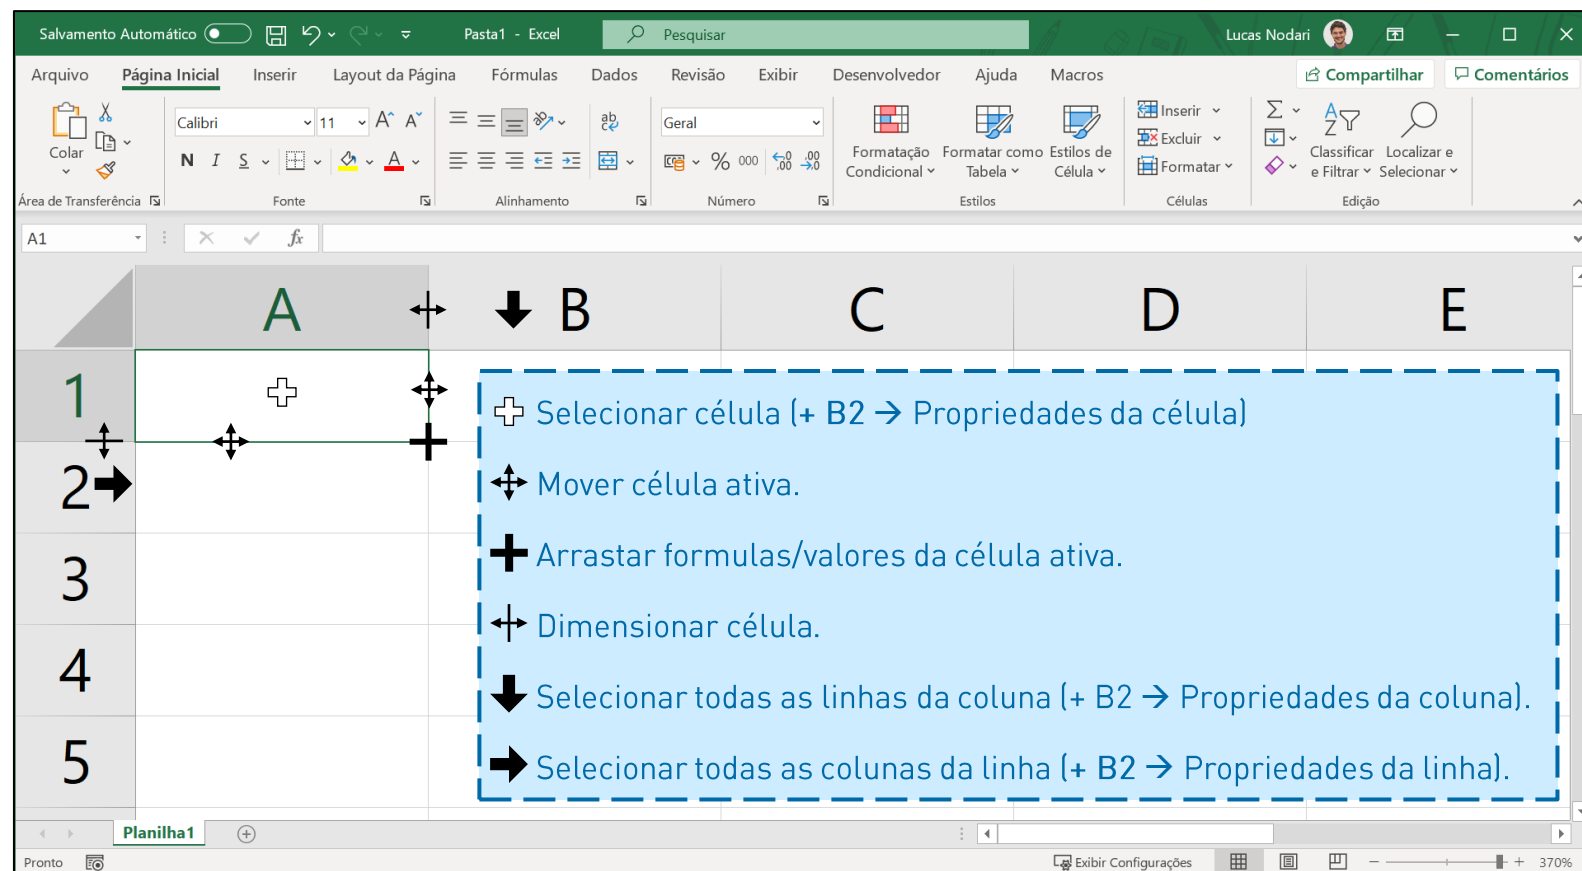 Salvamento Automático
Pasta1 - Excel
Pesquisar
Lucas Nodari
Arquivo Página Inicial Inserir Layout da Página Fórmulas Dados Revisão Exibir Desenvolvedor Ajuda Macros Compartilhar Comentários
Colar
Área de Transferência
Calibri 11 A A
N I S A
Fonte
ab
c
Alinhamento
Geral
% 000 ,00 ,00
Número
Formatação Condicional
Formatar como Tabela
Estilos de Célula
Estilos
Inserir
Excluir
Formatar
Células
Classificar e Filtrar
Localizar e Selecionar
Edição
A1
fx
A B C D E
1
2
3
4
5
Selecionar célula (+ B2 → Propriedades da célula)
Mover célula ativa.
Arrastar formulas/valores da célula ativa.
Dimensionar célula.
Selecionar todas as linhas da coluna (+ B2 → Propriedades da coluna).
Selecionar todas as colunas da linha (+ B2 → Propriedades da linha).
Planilha1
Pronto
Exibir Configurações
370%